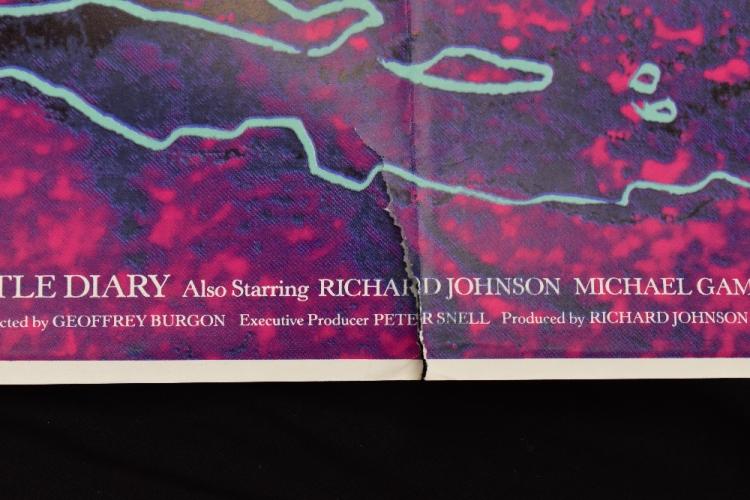 TLE DIARY Also Starring RICHARD JOHNSON MICHAEL GAM
cted by GEOFFREY BURGON Executive Producer PETER SNELL Produced by RICHARD JOHNSON